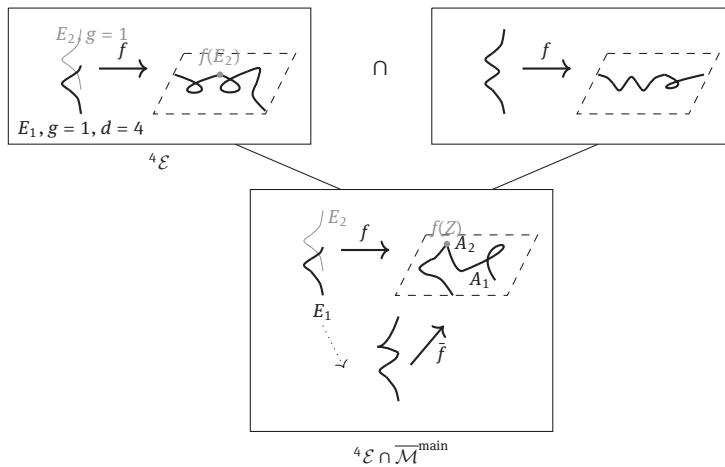 E₂, g = 1
f
f(E₂)
E₁, g = 1, d = 4
∩
f
⁴ℰ
E₂
f
f(Z)
A₂
A₁
E₁
f̄
⁴ℰ ∩ ℳ̅ᵐᵃⁱⁿ